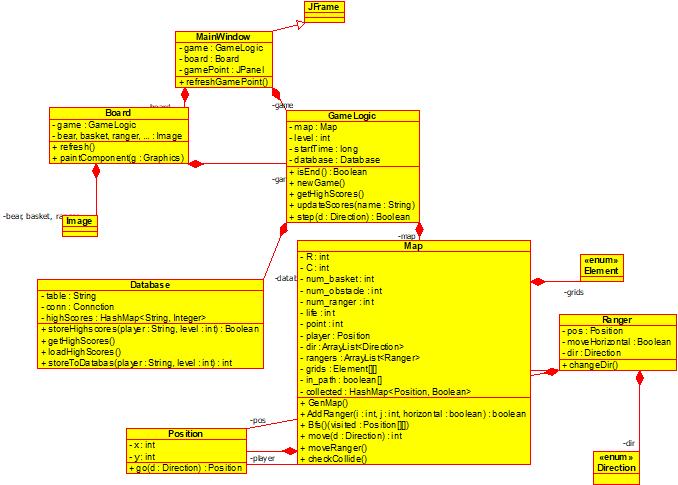 JFrame
MainWindow
- game : GameLogic
- board : Board
- gamePoint : JPanel
+ refreshGamePoint()
-game
Board
- game : GameLogic
- bear, basket, ranger, ... : Image
+ refresh()
+ paintComponent(g : Graphics)
GameLogic
- map : Map
- level : int
- startTime : long
- database : Database
+ isEnd() : Boolean
+ newGame()
+ getHighScores()
+ updateScores(name : String)
+ step(d : Direction) : Boolean
-bear, basket, ra
Image
-map
Map
- R : int
- C : int
- num_basket : int
- num_obstacle : int
- num_ranger : int
- life : int
- point : int
- player : Position
- dir : ArrayList<Direction>
- rangers : ArrayList<Ranger>
- grids : Element[][]
- in_path : boolean[]
- collected : HashMap<Position, Boolean>
+ GenMap()
+ AddRanger(i : int, j : int, horizontal : boolean) : boolean
+ Bfs()(visited : Position[][])
+ move(d : Direction) : int
+ moveRanger()
+ checkCollide()
«enum»
Element
-grids
-datab
Database
- table : String
- conn : Connction
- highScores : HashMap<String, Integer>
+ storeHighscores(player : String, level : int) : Boolean
+ getHighScores()
+ loadHighScores()
+ storeToDatabas(player : String, level : int) : int
Ranger
- pos : Position
- moveHorizontal : Boolean
- dir : Direction
+ changeDir()
-pos
Position
- x : int
- y : int
+ go(d : Direction) : Position
-player
-dir
«enum»
Direction